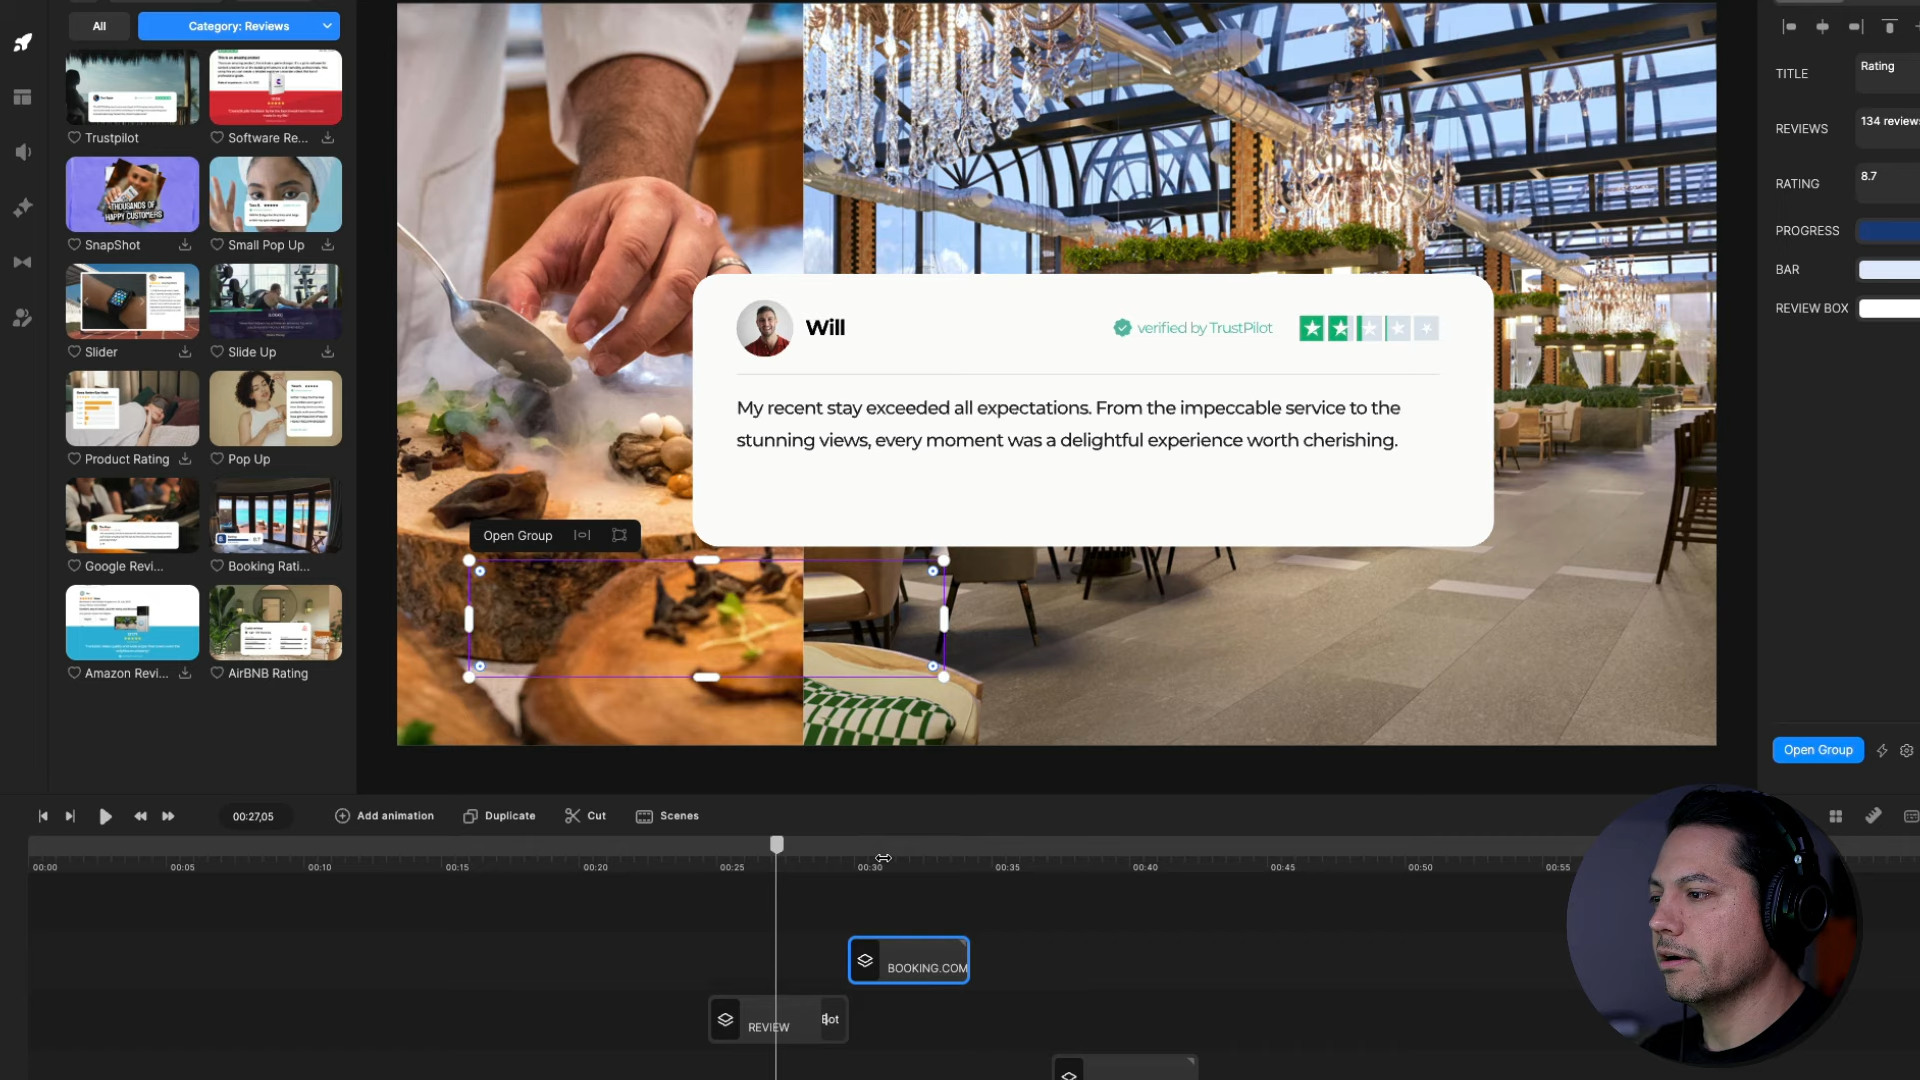 All
Category: Reviews
Trustpilot
Software Re...
THOUSANDS OF
HAPPY CUSTOMERS
SnapShot
Small Pop Up
Slider
Slide Up
Product Rating
Pop Up
Google Revi...
Booking Rati...
Amazon Revi...
AirBNB Rating
Will
verified by TrustPilot
My recent stay exceeded all expectations. From the impeccable service to the
stunning views, every moment was a delightful experience worth cherishing.
Open Group
TITLE
Rating
REVIEWS
134 reviews
RATING
8.7
PROGRESS
BAR
REVIEW BOX
Open Group
00:27,05
Add animation
Duplicate
Cut
Scenes
00:00
00:05
00:10
00:15
00:20
00:25
00:30
00:35
00:40
00:45
00:50
00:55
BOOKING.COM
REVIEW